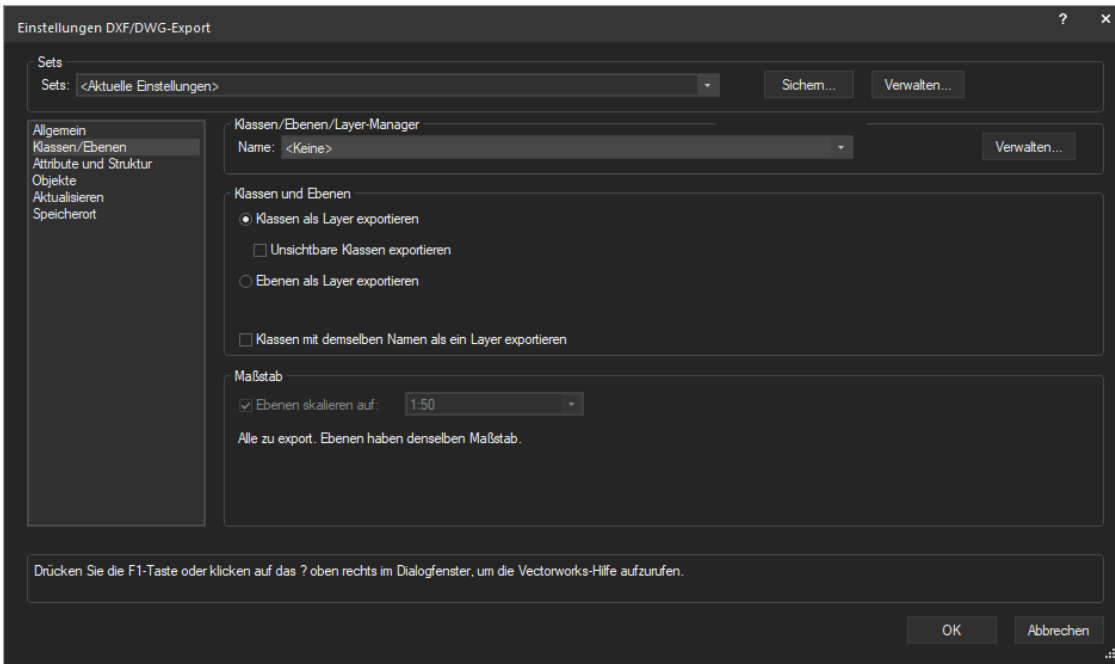 Einstellungen DXF/DWG-Export
? ×
Sets
Sets: <Aktuelle Einstellungen>
Sichern...
Verwalten...
Allgemein
Klassen/Ebenen
Attribute und Struktur
Objekte
Aktualisieren
Speicherort
Klassen/Ebenen/Layer-Manager
Name: <Keine>
Verwalten...
Klassen und Ebenen
Klassen als Layer exportieren
Unsichtbare Klassen exportieren
Ebenen als Layer exportieren
Klassen mit demselben Namen als ein Layer exportieren
Maßstab
Ebenen skalieren auf: 1:50
Alle zu export. Ebenen haben denselben Maßstab.
Drücken Sie die F1-Taste oder klicken auf das ? oben rechts im Dialogfenster, um die Vectorworks-Hilfe aufzurufen.
OK
Abbrechen